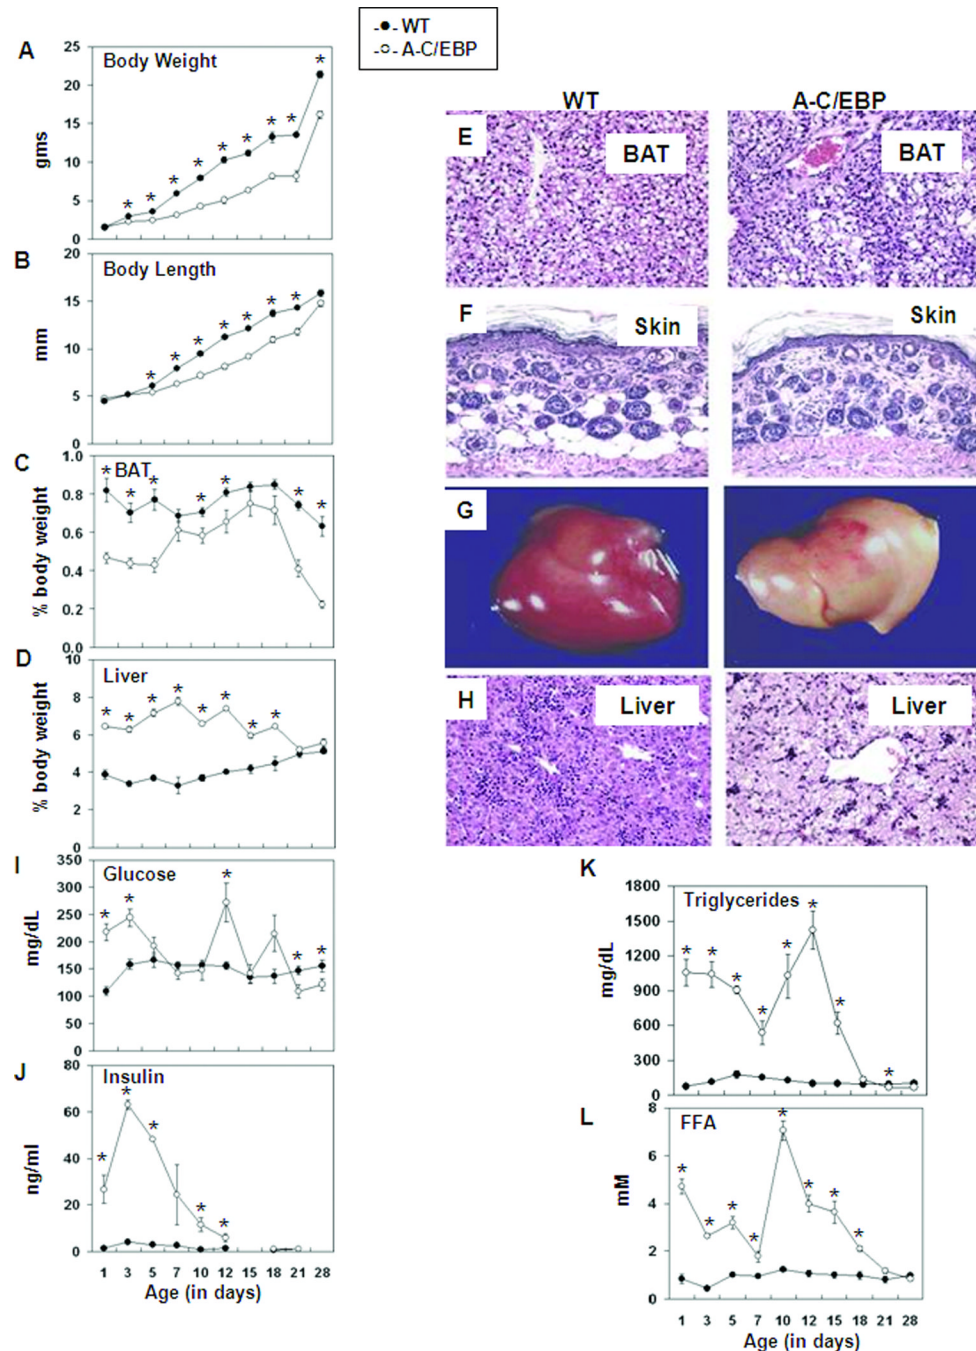 -●- WT
-○- A-C/EBP
A
Body Weight
25
20
15
10
5
0
gms
* * * * * * * * *
B
Body Length
20
15
10
5
0
mm
* * * * * * * *
C
BAT
1.0
0.8
0.6
0.4
0.2
0.0
% body weight
* * * * * * *
D
Liver
10
8
6
4
2
0
% body weight
* * * * * * * *
WT
A-C/EBP
E
BAT
BAT
F
Skin
Skin
G
H
Liver
Liver
I
Glucose
350
300
250
200
150
100
50
0
mg/dL
* * * * *
J
Insulin
80
60
40
20
0
ng/ml
* * * * *
1 3 5 7 10 12 15 18 21 28
Age (in days)
K
Triglycerides
1800
1500
1200
900
600
300
0
mg/dL
* * * * * * * *
L
FFA
8
6
4
2
0
mM
* * * * * * * *
1 3 5 7 10 12 15 18 21 28
Age (in days)